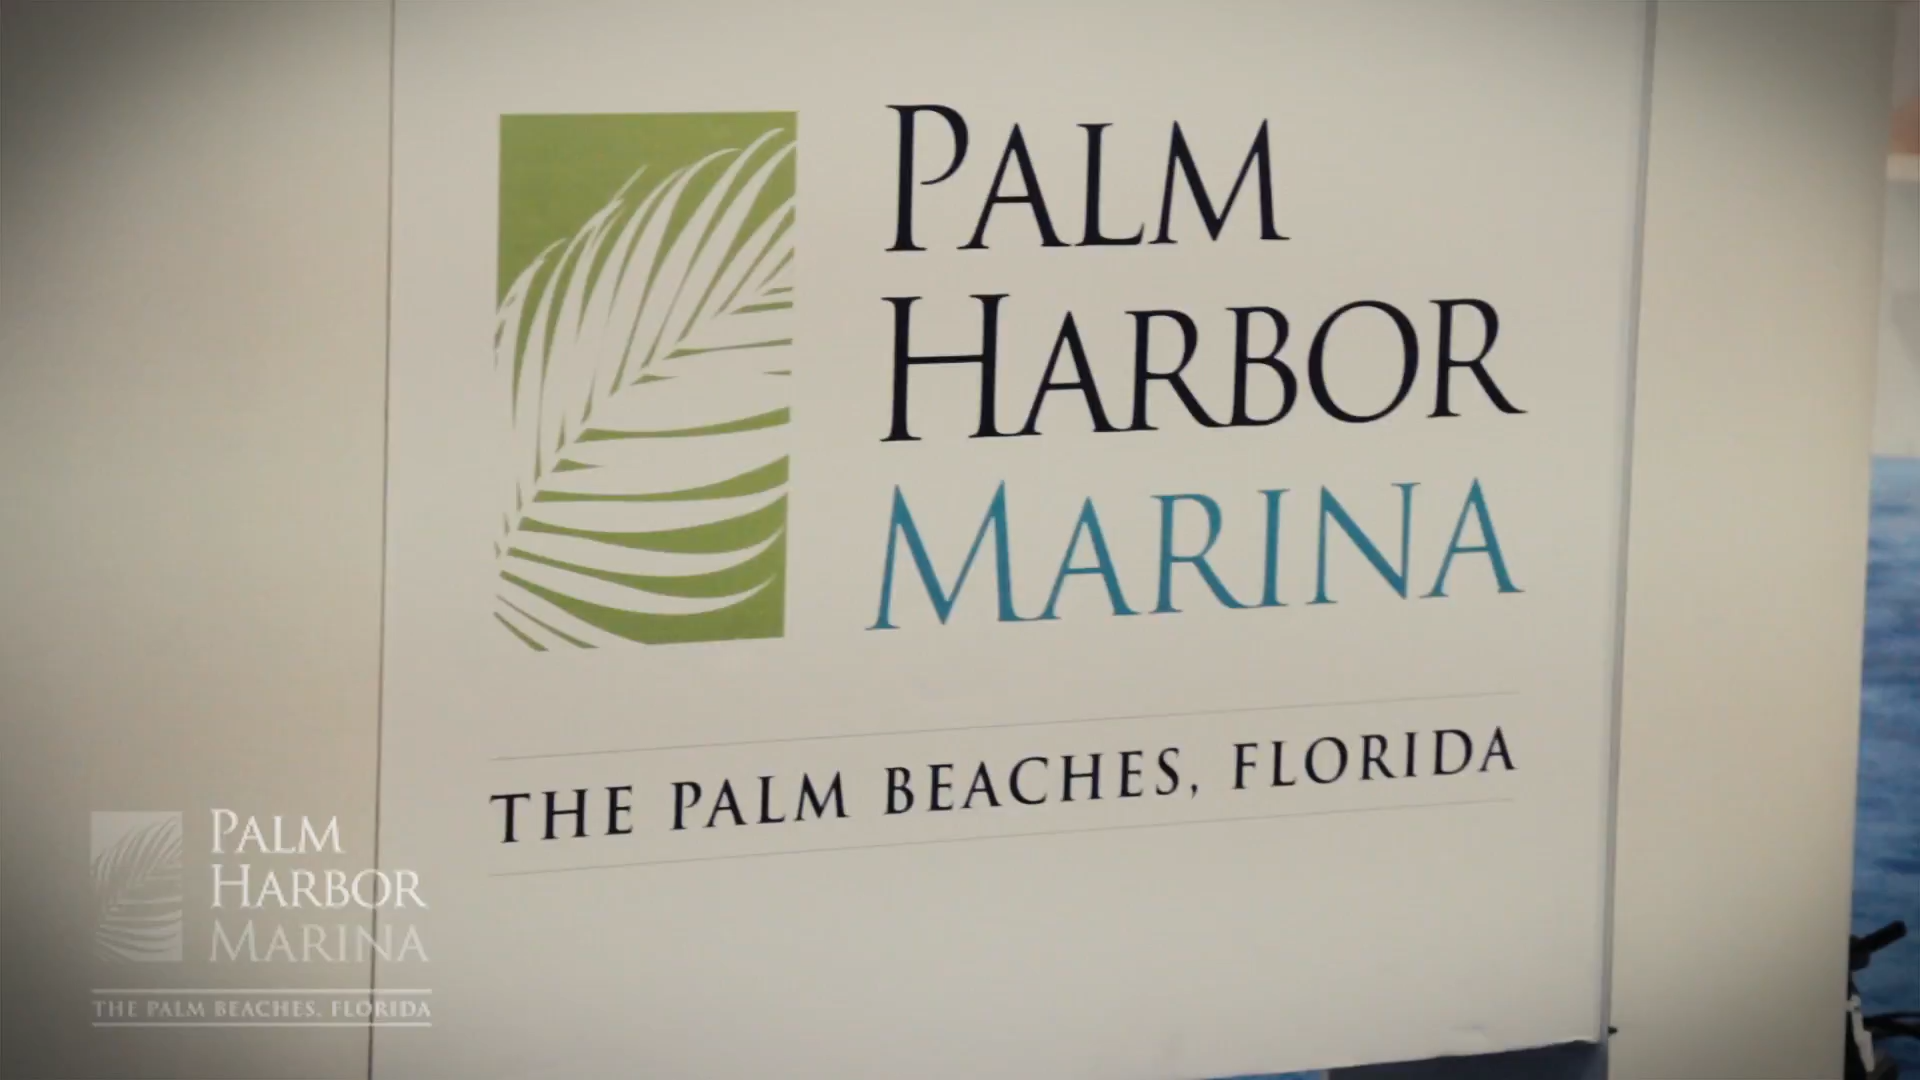 PALM
HARBOR
MARINA
THE PALM BEACHES, FLORIDA
PALM
HARBOR
MARINA
THE PALM BEACHES, FLORIDA